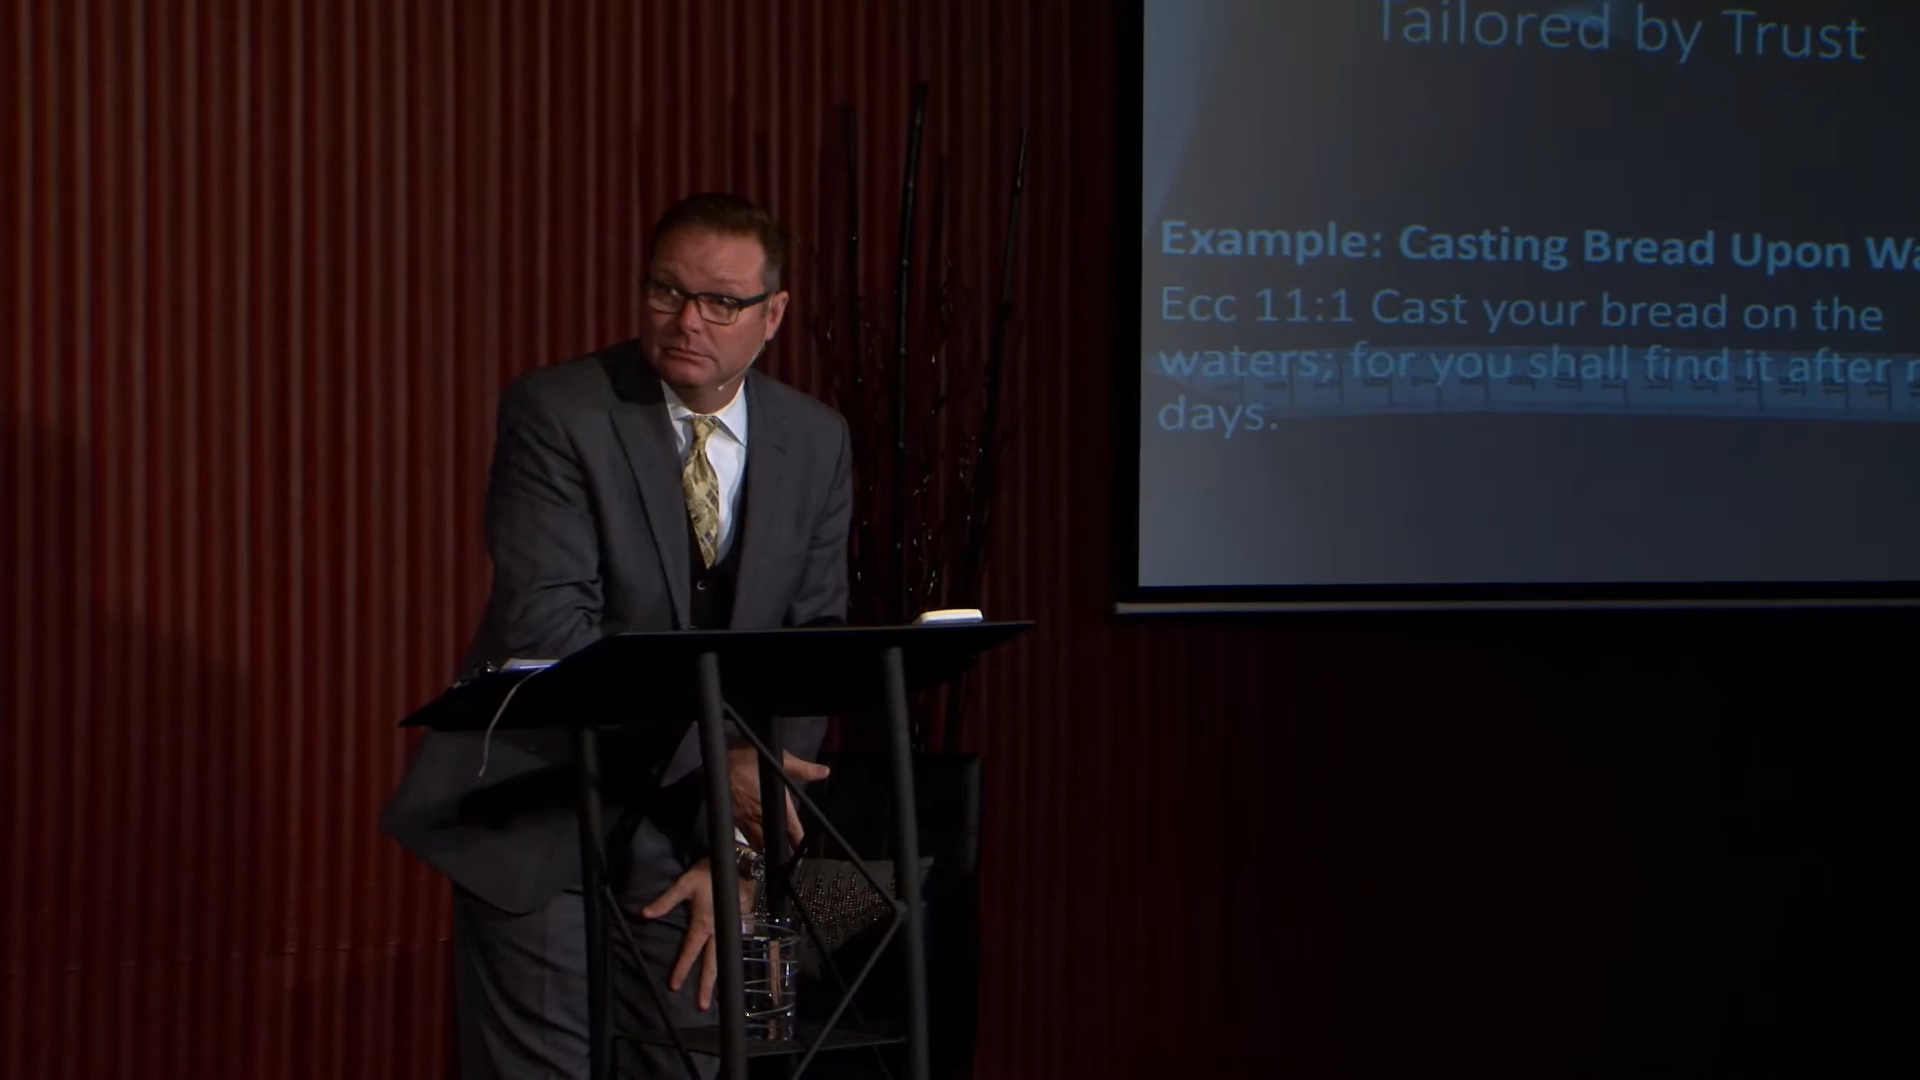 Tailored by Trust
Example: Casting Bread Upon
Ecc 11:1 Cast your bread on the
waters; for you shall find it after
days.